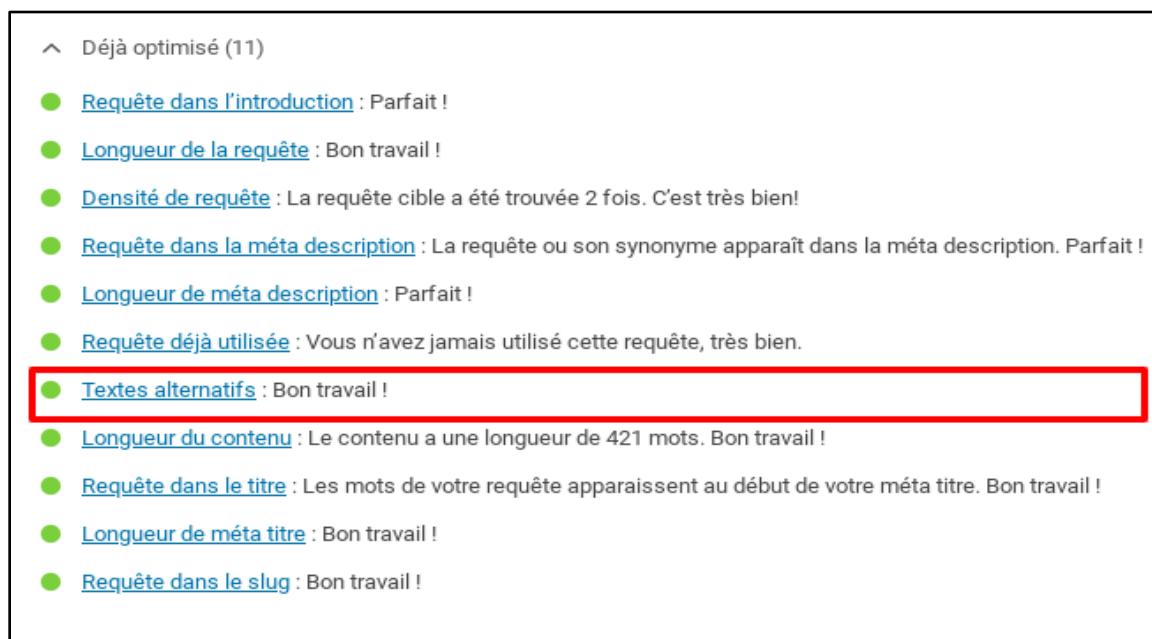 Déjà optimisé (11)
Requête dans l’introduction : Parfait !
Longueur de la requête : Bon travail !
Densité de requête : La requête cible a été trouvée 2 fois. C’est très bien!
Requête dans la méta description : La requête ou son synonyme apparaît dans la méta description. Parfait !
Longueur de méta description : Parfait !
Requête déjà utilisée : Vous n’avez jamais utilisé cette requête, très bien.
Textes alternatifs : Bon travail !
Longueur du contenu : Le contenu a une longueur de 421 mots. Bon travail !
Requête dans le titre : Les mots de votre requête apparaissent au début de votre méta titre. Bon travail !
Longueur de méta titre : Bon travail !
Requête dans le slug : Bon travail !